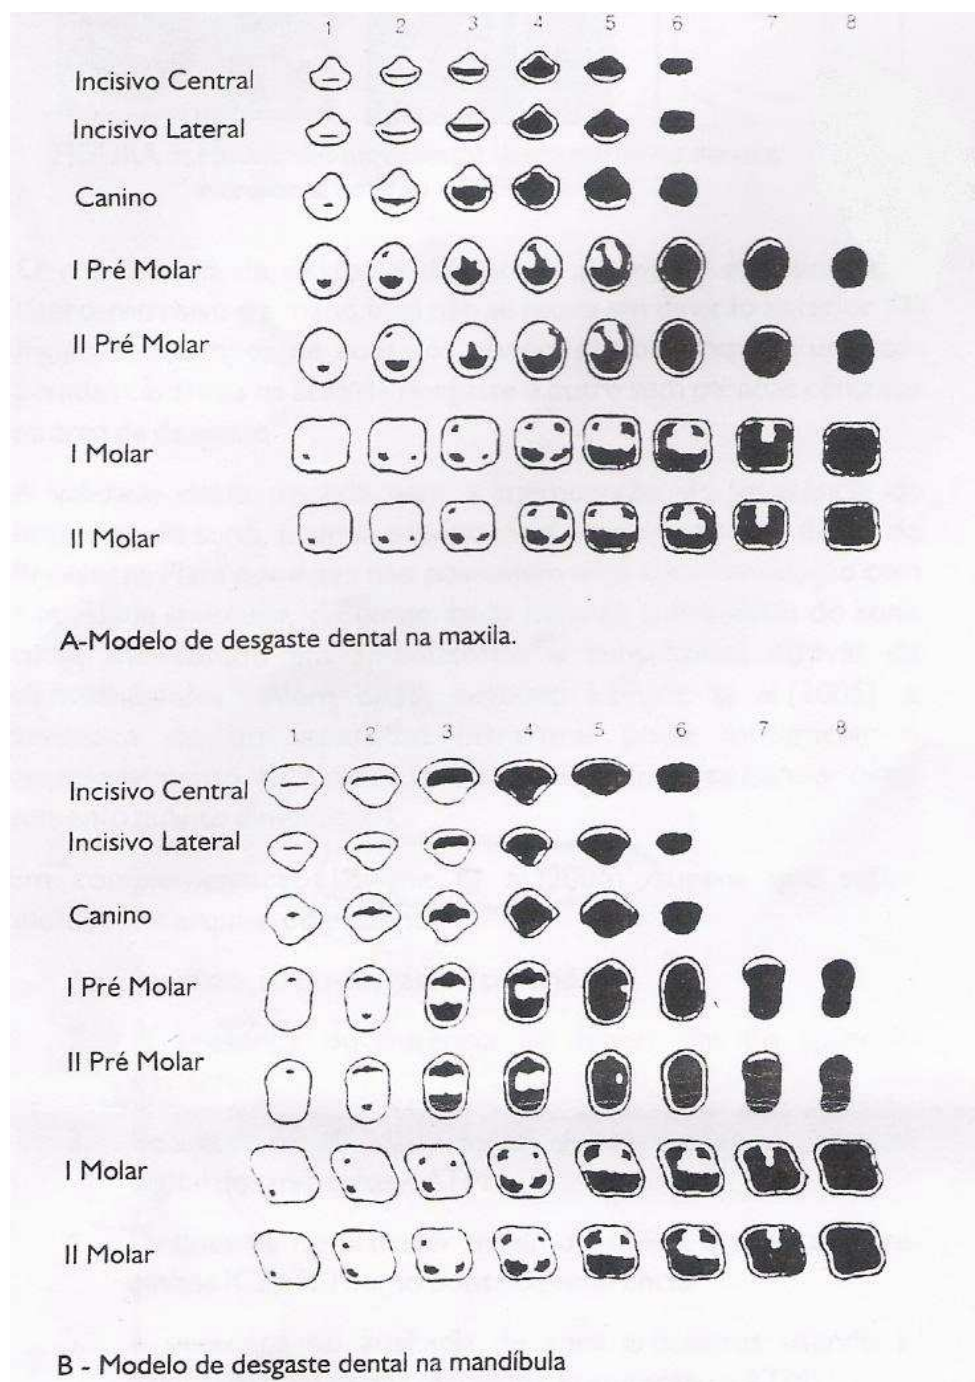 1 2 3 4 5 6 7 8
Incisivo Central
Incisivo Lateral
Canino
I Pré Molar
II Pré Molar
I Molar
II Molar
A-Modelo de desgaste dental na maxila.
1 2 3 4 5 6 7 8
Incisivo Central
Incisivo Lateral
Canino
I Pré Molar
II Pré Molar
I Molar
II Molar
B - Modelo de desgaste dental na mandíbula